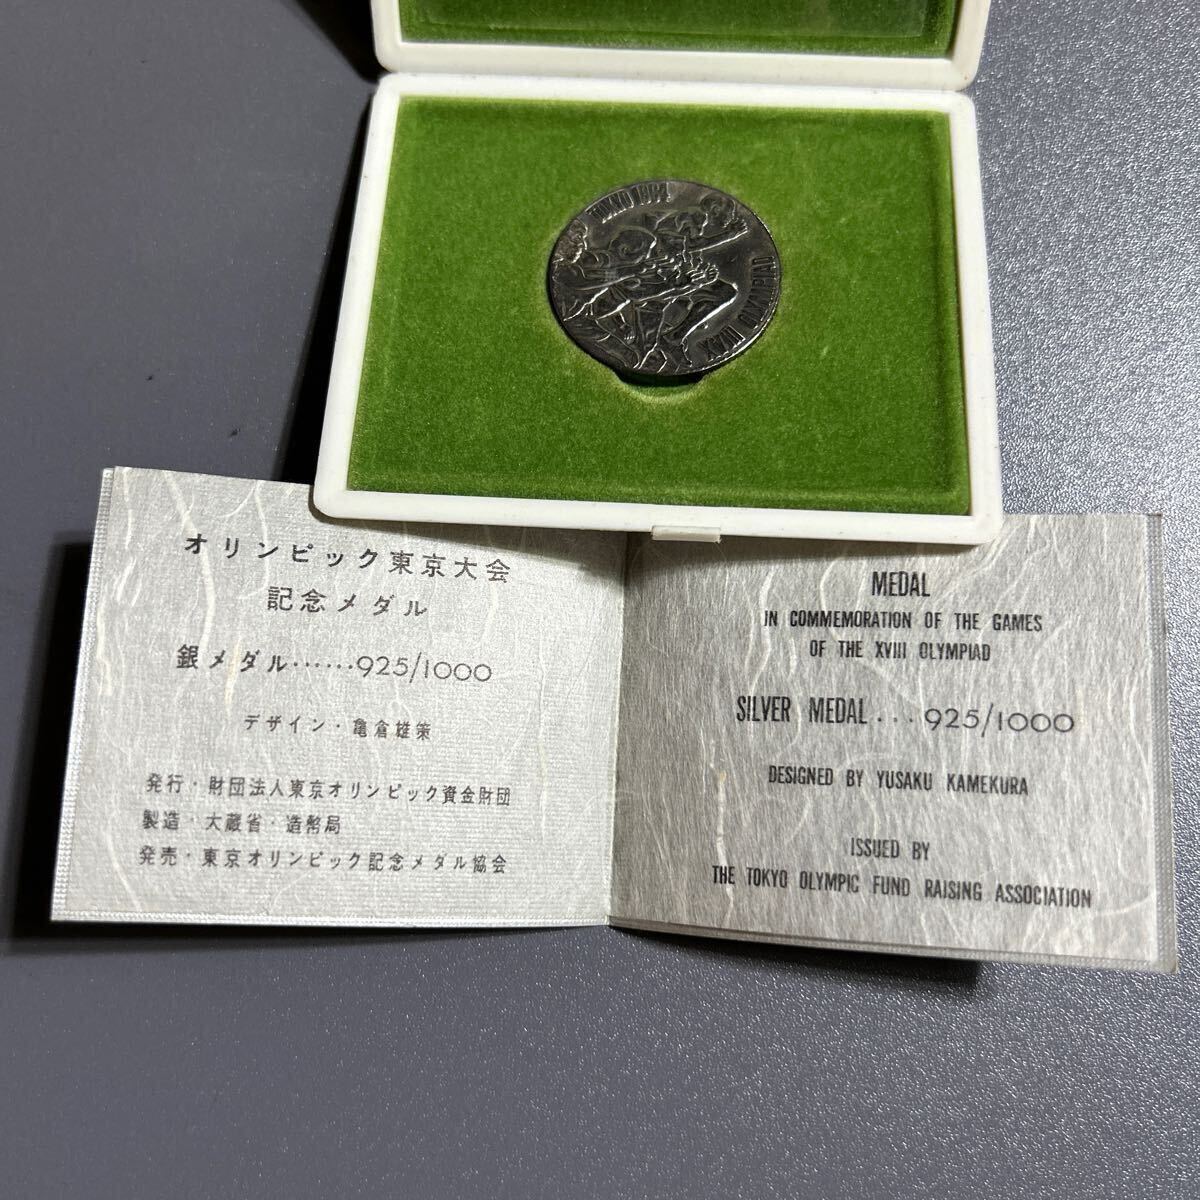 TOKYO 1964
XVIII OLYMPIAD
オリンピック東京大会
記念メダル
銀メダル……925/1000
デザイン・亀倉雄策
発行・財団法人東京オリンピック資金財団
製造・大蔵省・造幣局
発売・東京オリンピック記念メダル協会
MEDAL
IN COMMEMORATION OF THE GAMES
OF THE XVIII OLYMPIAD
SILVER MEDAL...925/1000
DESIGNED BY YUSAKU KAMEKURA
ISSUED BY
THE TOKYO OLYMPIC FUND RAISING ASSOCIATION